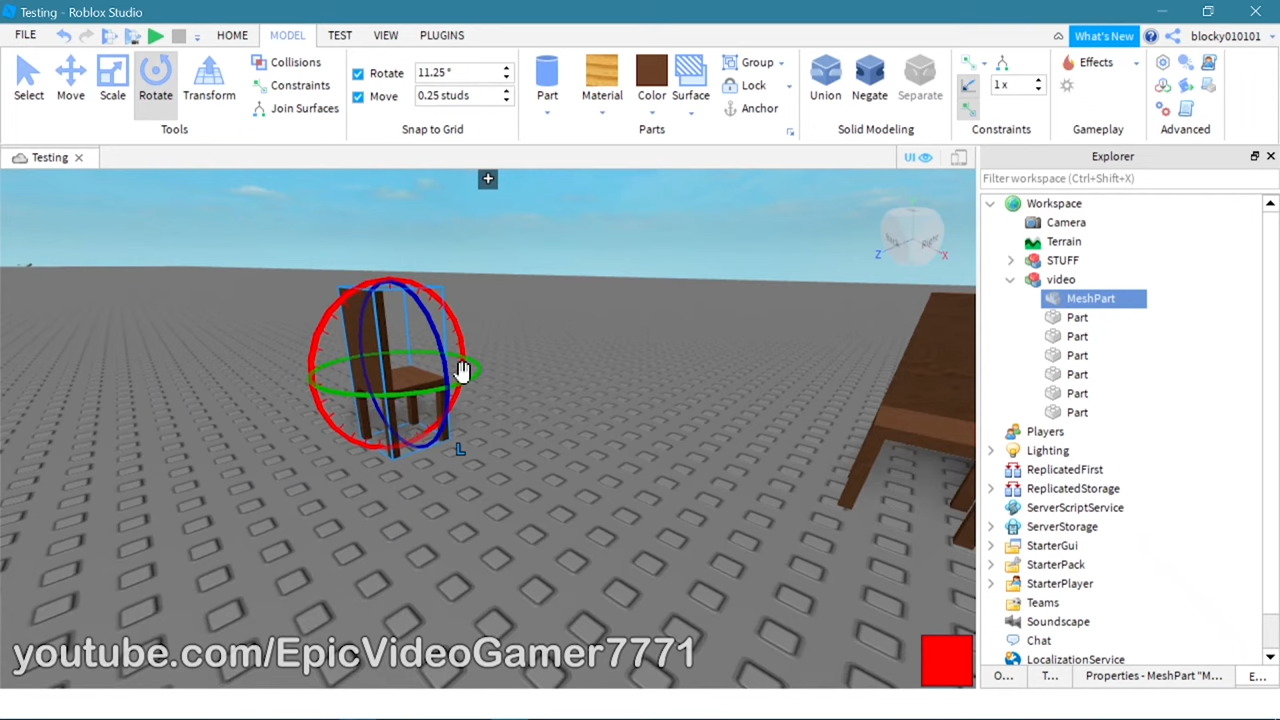 Testing - Roblox Studio
FILE HOME MODEL TEST VIEW PLUGINS What's New blocky010101
Select Move Scale Rotate Transform
Collisions
Constraints
Join Surfaces
Tools
Rotate 11.25 °
Move 0.25 studs
Snap to Grid
Part Material Color Surface
Group
Lock
Anchor
Parts
Union Negate Separate
Solid Modeling
1 x
Constraints
Effects
Gameplay
Advanced
Testing
UI
Explorer
Filter workspace (Ctrl+Shift+X)
Workspace
Camera
Terrain
STUFF
video
MeshPart
Part
Part
Part
Part
Part
Part
Players
Lighting
ReplicatedFirst
ReplicatedStorage
ServerScriptService
ServerStorage
StarterGui
StarterPack
StarterPlayer
Teams
Soundscape
Chat
LocalizationService
O... T... Properties - MeshPart "M... E...
Z X
L
youtube.com/EpicVideoGamer7771